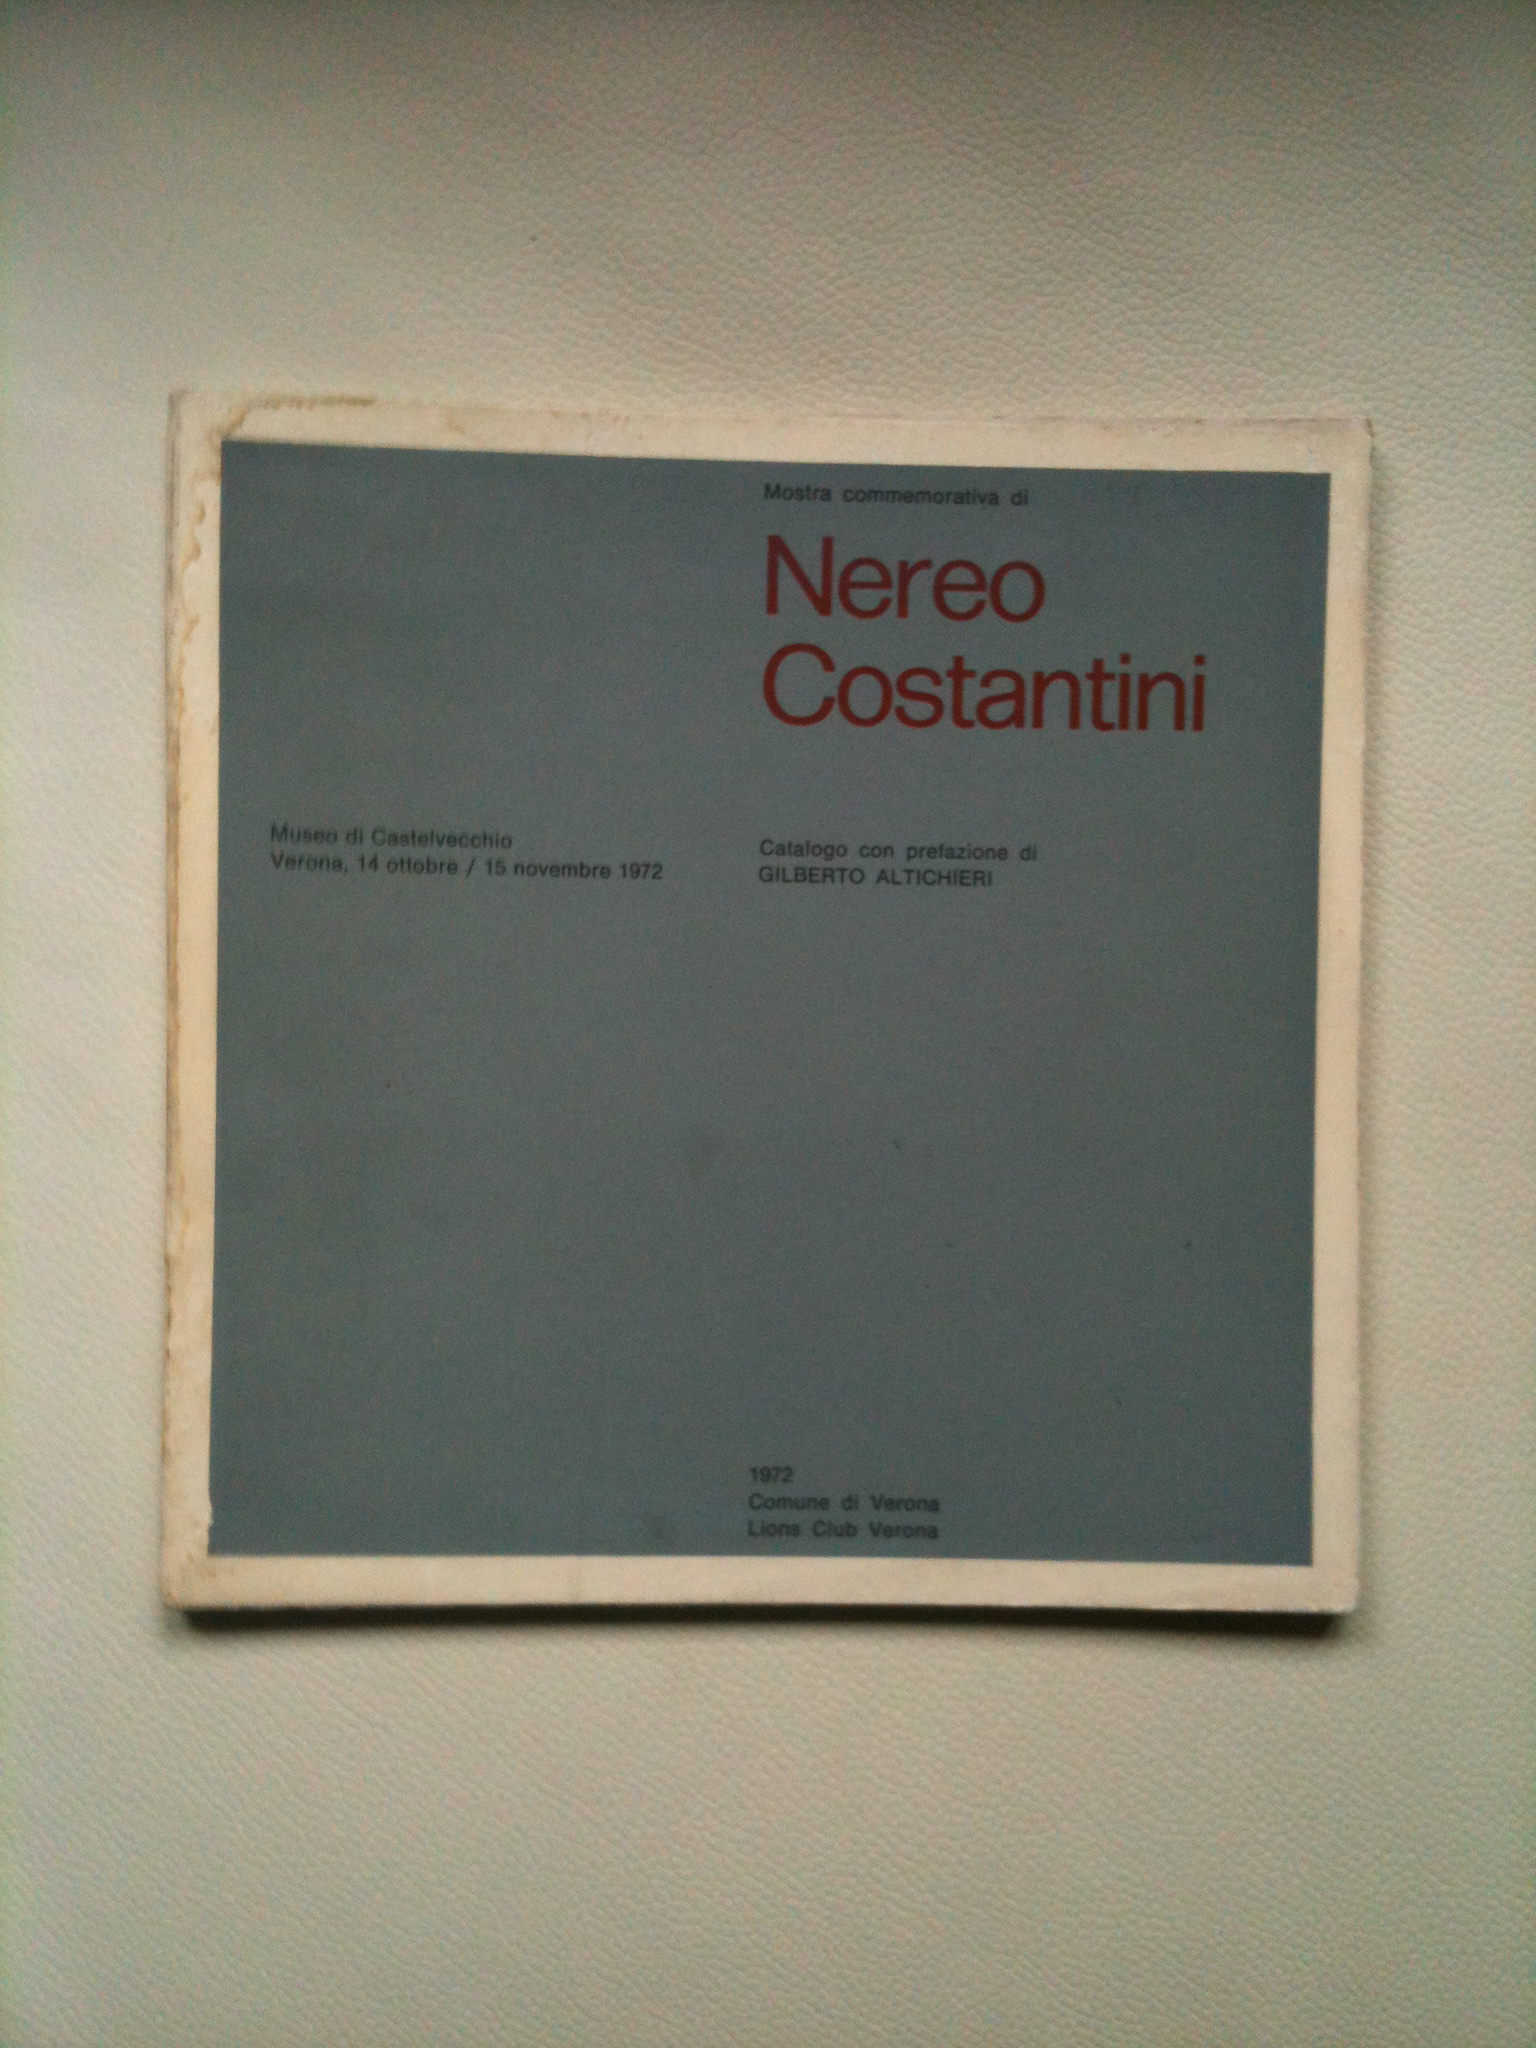 Mostra commemorativa di
Nereo
Costantini
Museo di Castelvecchio
Verona, 14 ottobre / 15 novembre 1972
Catalogo con prefazione di
GILBERTO ALTICHIERI
1972
Comune di Verona
Lions Club Verona